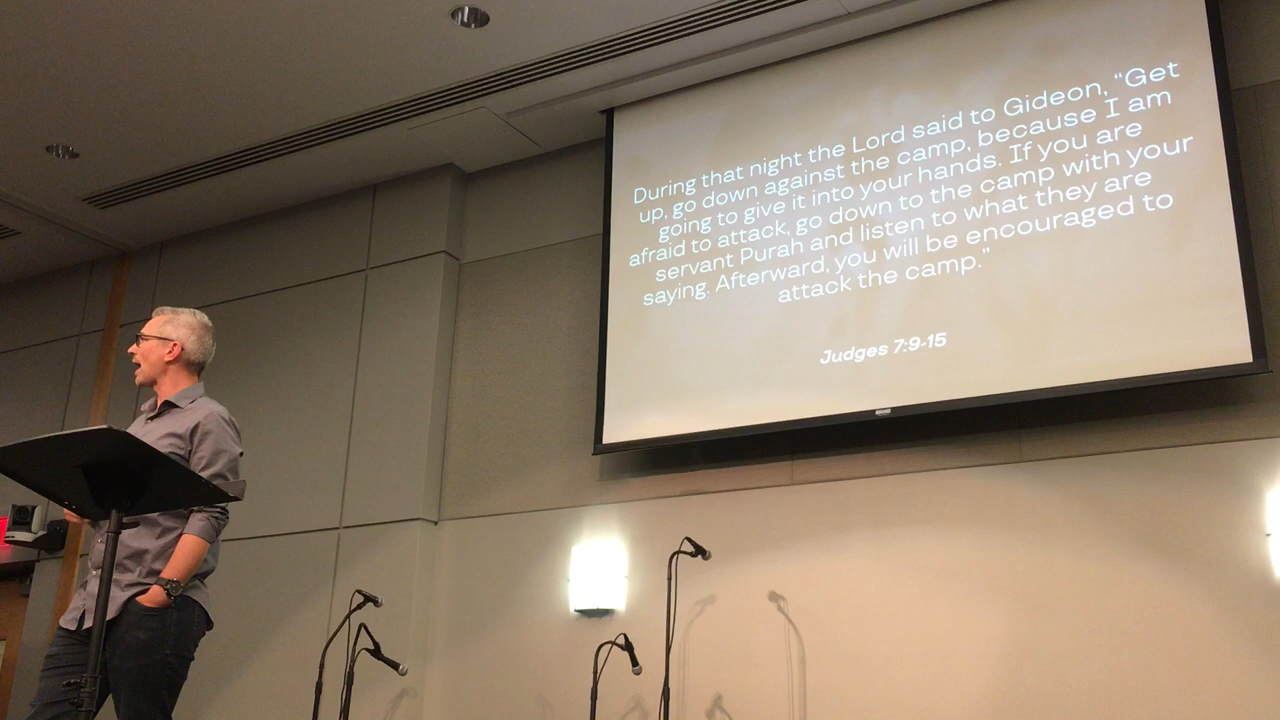 During that night the Lord said to Gideon, “Get
up, go down against the camp, because I am
going to give it into your hands. If you are
afraid to attack, go down to the camp with your
servant Purah and listen to what they are
saying. Afterward, you will be encouraged to
attack the camp.”
Judges 7:9-15